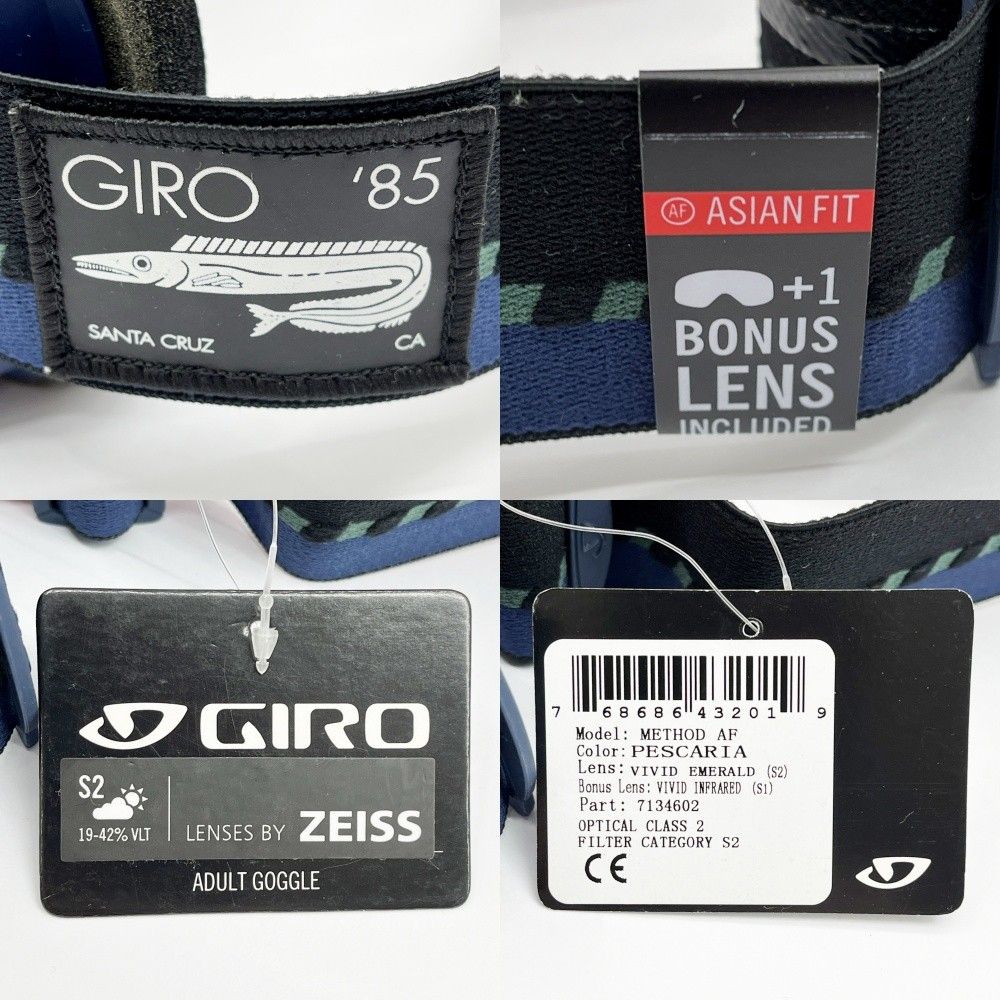 GIRO '85
SANTA CRUZ CA
AF ASIAN FIT
+1
BONUS
LENS
INCLUDED
GIRO
S2
19-42% VLT
LENSES BY ZEISS
ADULT GOGGLE
7 68686 43201 9
Model: METHOD AF
Color: PESCARIA
Lens: VIVID EMERALD (S2)
Bonus Lens: VIVID INFRARED (S1)
Part: 7134602
OPTICAL CLASS 2
FILTER CATEGORY S2
CE